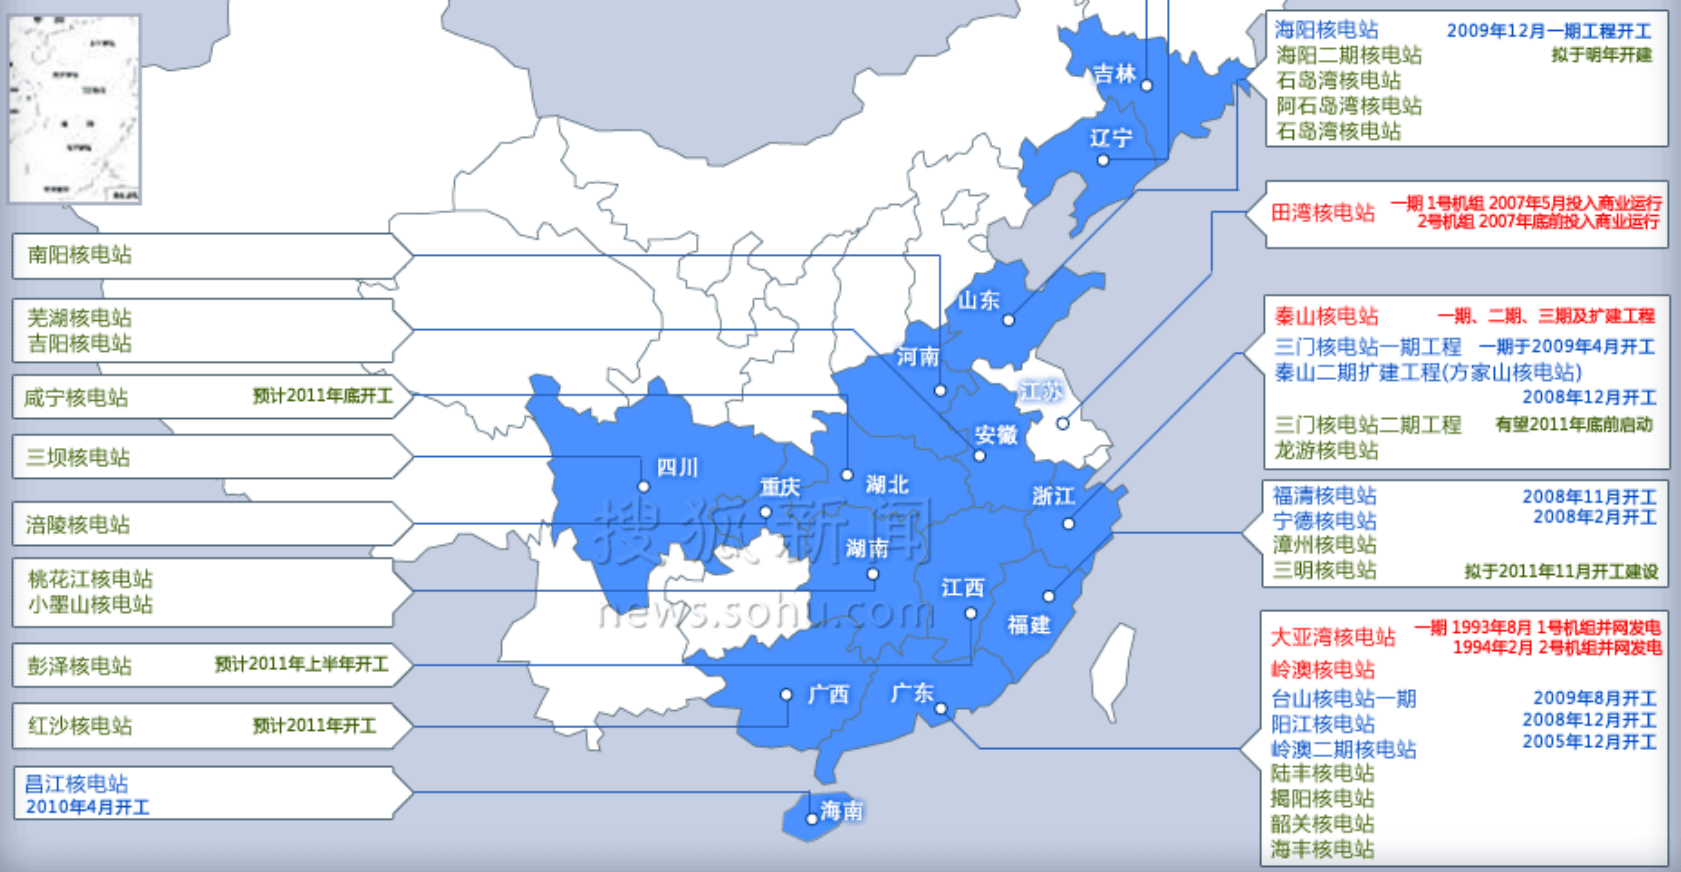 南阳核电站
芜湖核电站
吉阳核电站
咸宁核电站 预计2011年底开工
三坝核电站
涪陵核电站
桃花江核电站
小墨山核电站
彭泽核电站 预计2011年上半年开工
红沙核电站 预计2011年开工
昌江核电站
2010年4月开工
吉林
辽宁
山东
河南
江苏
安徽
四川
重庆
湖北
浙江
搜狐新闻
湖南
江西
news.sohu.com
福建
广西
广东
海南
海阳核电站 2009年12月一期工程开工
海阳二期核电站 拟于明年开建
石岛湾核电站
阿石岛湾核电站
石岛湾核电站
田湾核电站 一期 1号机组 2007年5月投入商业运行
2号机组 2007年底前投入商业运行
秦山核电站 一期、二期、三期及扩建工程
三门核电站一期工程 一期于2009年4月开工
秦山二期扩建工程(方家山核电站)
2008年12月开工
三门核电站二期工程 有望2011年底前启动
龙游核电站
福清核电站 2008年11月开工
宁德核电站 2008年2月开工
漳州核电站
三明核电站 拟于2011年11月开工建设
大亚湾核电站 一期 1993年8月 1号机组并网发电
1994年2月 2号机组并网发电
岭澳核电站
台山核电站一期 2009年8月开工
阳江核电站 2008年12月开工
岭澳二期核电站 2005年12月开工
陆丰核电站
揭阳核电站
韶关核电站
海丰核电站